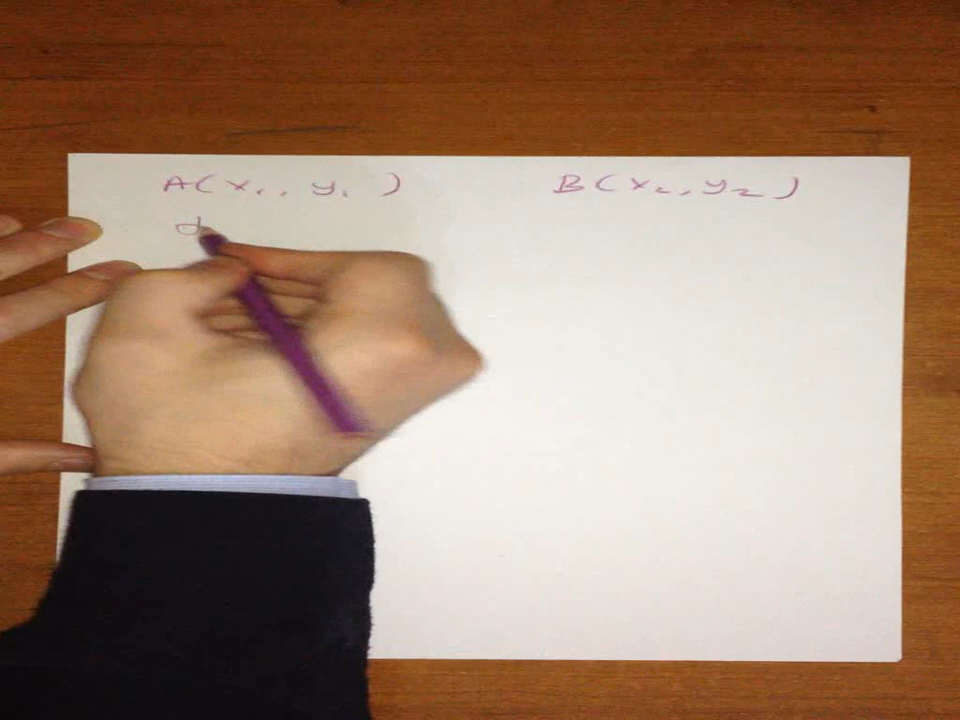 A(x₁, y₁) B(x₂, y₂)
d